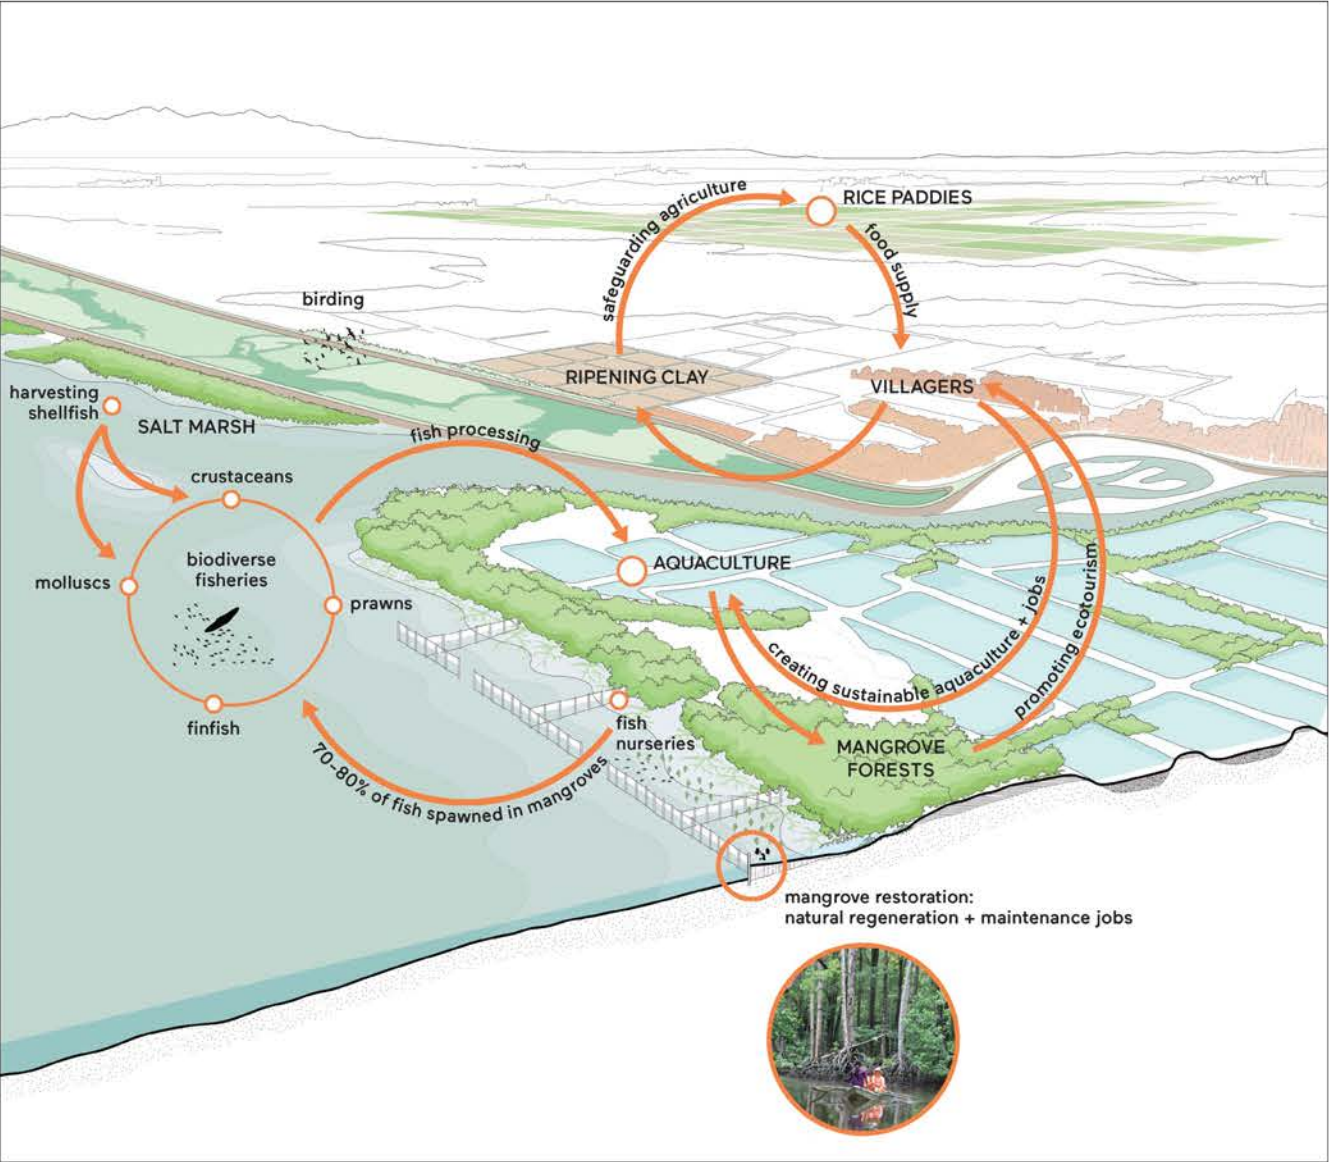 RICE PADDIES
safeguarding agriculture
food supply
birding
RIPENING CLAY
VILLAGERS
harvesting
shellfish
SALT MARSH
fish processing
crustaceans
biodiverse
fisheries
AQUACULTURE
molluscs
prawns
creating sustainable aquaculture + jobs
promoting ecotourism
finfish
fish
nurseries
70-80% of fish spawned in mangroves
MANGROVE
FORESTS
mangrove restoration:
natural regeneration + maintenance jobs